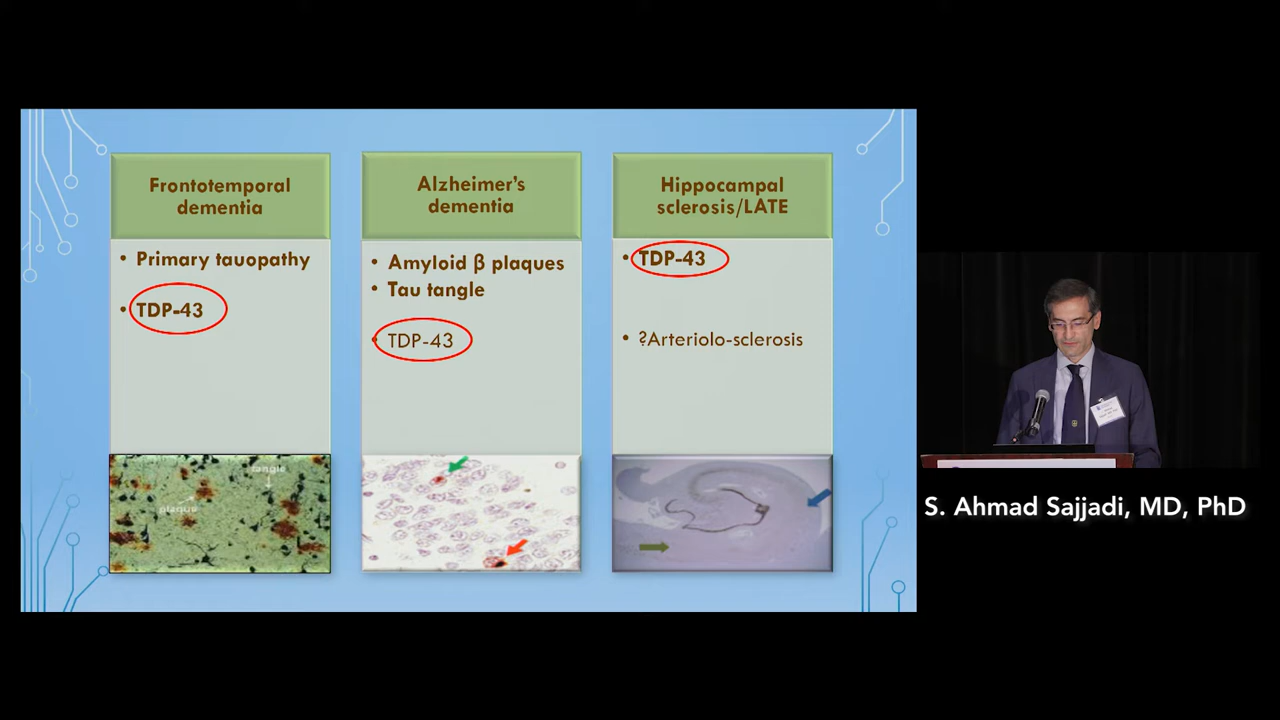 Frontotemporal
dementia
• Primary tauopathy
• TDP-43
tangle
plaque
Alzheimer's
dementia
• Amyloid β plaques
• Tau tangle
• TDP-43
Hippocampal
sclerosis/LATE
• TDP-43
• ?Arteriolo-sclerosis
S. Ahmad Sajjadi, MD, PhD